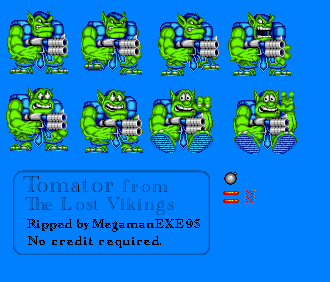 Tomator from
The Lost Vikings
Ripped by MegamanEXE95
No credit required.